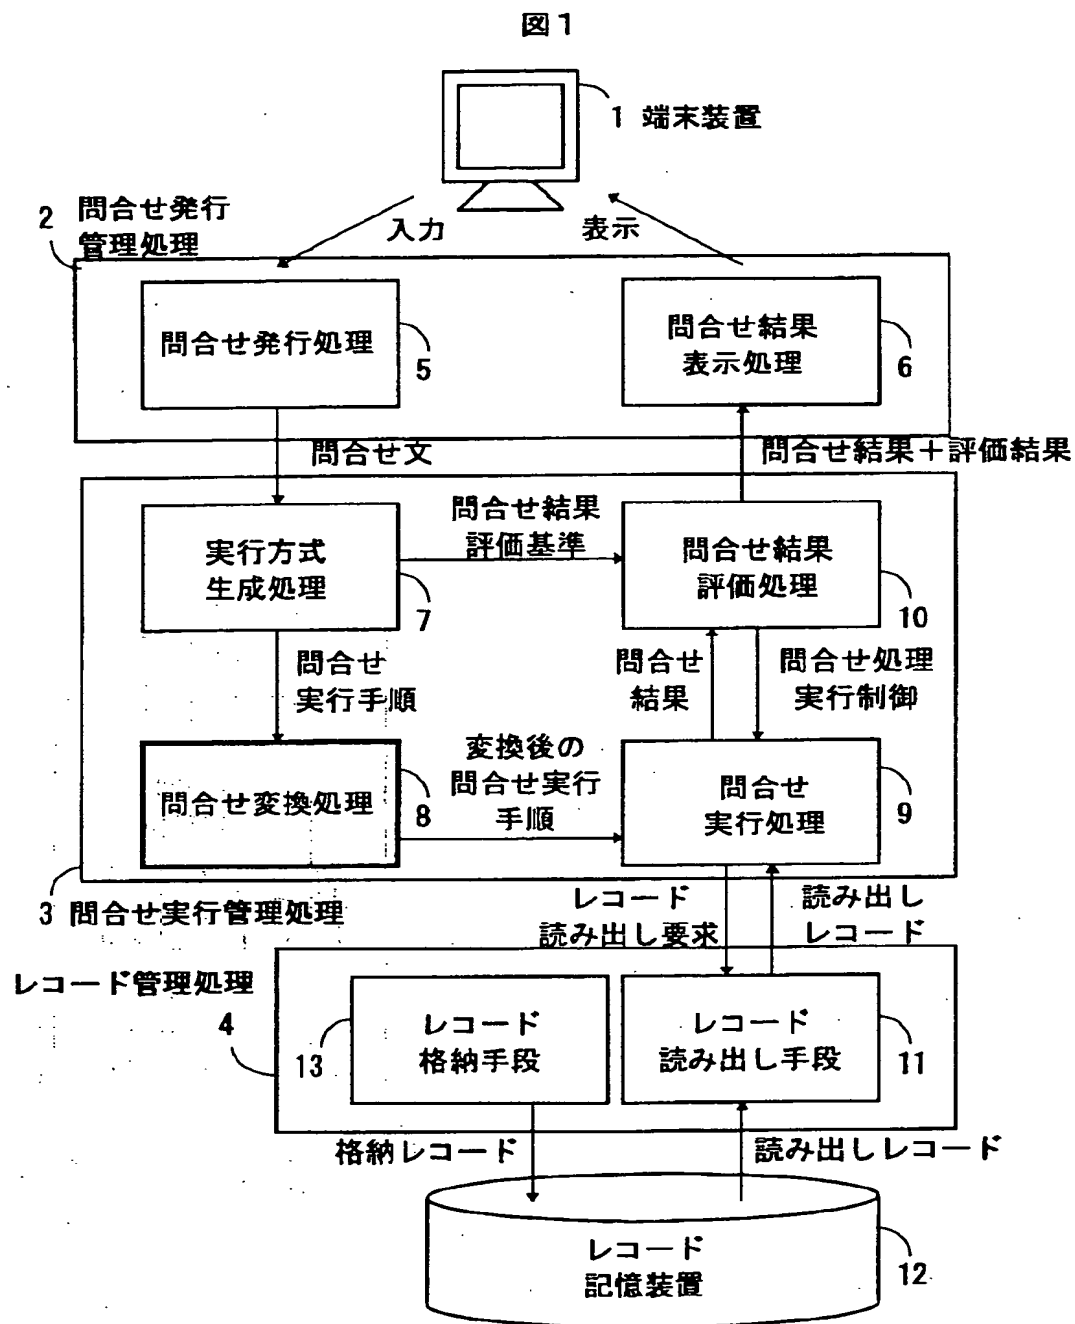 図1
1 端末装置
2 問合せ発行
管理処理
入力
表示
問合せ発行処理
5
問合せ結果
表示処理
6
問合せ文
問合せ結果+評価結果
実行方式
生成処理
7
問合せ結果
評価基準
問合せ結果
評価処理
10
問合せ
実行手順
問合せ
結果
問合せ処理
実行制御
問合せ変換処理
8
変換後の
問合せ実行
手順
問合せ
実行処理
9
3 問合せ実行管理処理
レコード
読み出し要求
読み出し
レコード
レコード管理処理
4
13
レコード
格納手段
レコード
読み出し手段
11
格納レコード
読み出しレコード
レコード
記憶装置
12